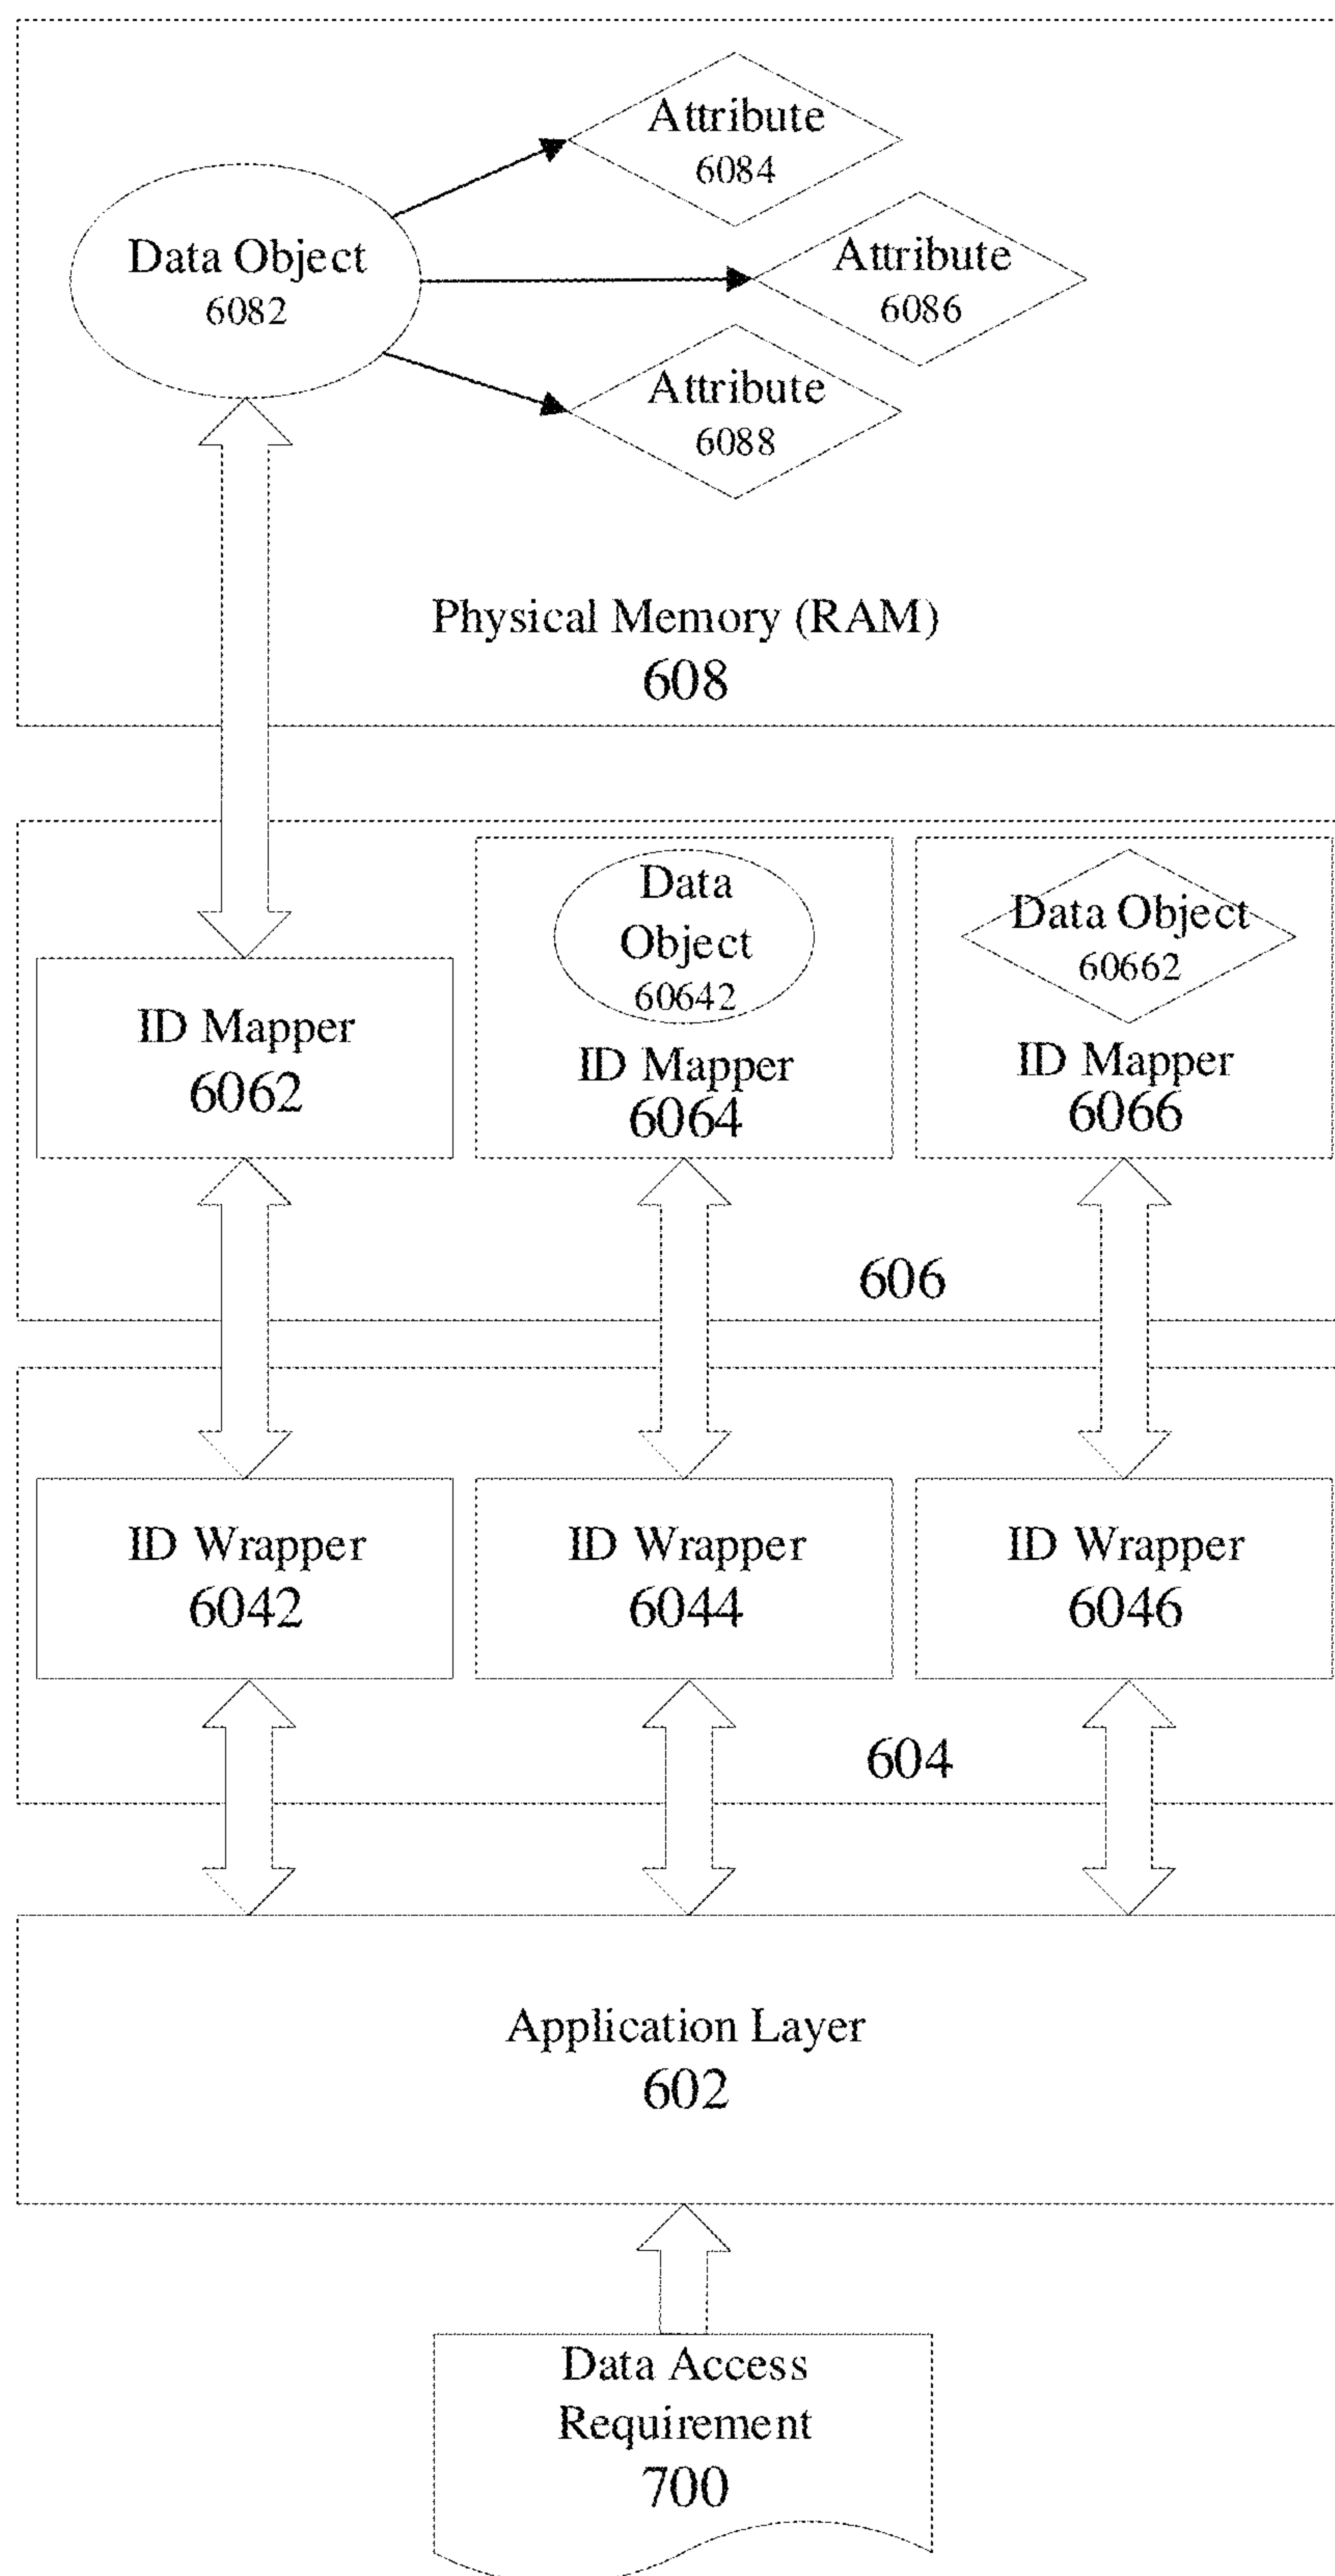 Attribute
6084
Data Object
6082
Attribute
6086
Attribute
6088
Physical Memory (RAM)
608
Data
Object
60642
Data Object
60662
ID Mapper
6062
ID Mapper
6064
ID Mapper
6066
606
ID Wrapper
6042
ID Wrapper
6044
ID Wrapper
6046
604
Application Layer
602
Data Access
Requirement
700